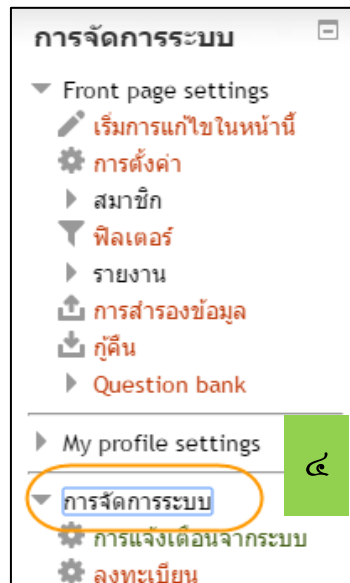 การจัดการระบบ
Front page settings
เริ่มการแก้ไขในหน้านี้
การตั้งค่า
สมาชิก
ฟิลเตอร์
รายงาน
การสำรองข้อมูล
กู้คืน
Question bank
My profile settings
๔
การจัดการระบบ
การแจ้งเตือนจากระบบ
ลงทะเบียน